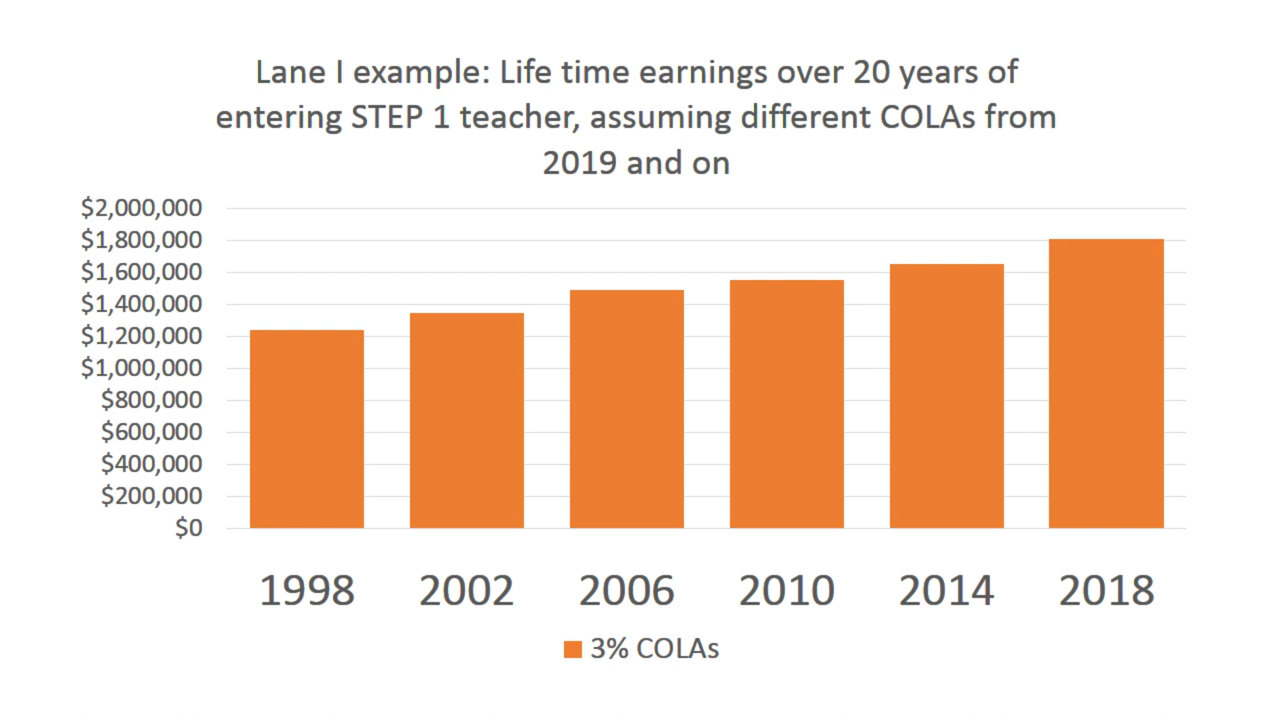 Lane I example: Life time earnings over 20 years of
entering STEP 1 teacher, assuming different COLAs from
2019 and on
$2,000,000
$1,800,000
$1,600,000
$1,400,000
$1,200,000
$1,000,000
$800,000
$600,000
$400,000
$200,000
$0
1998 2002 2006 2010 2014 2018
3% COLAs